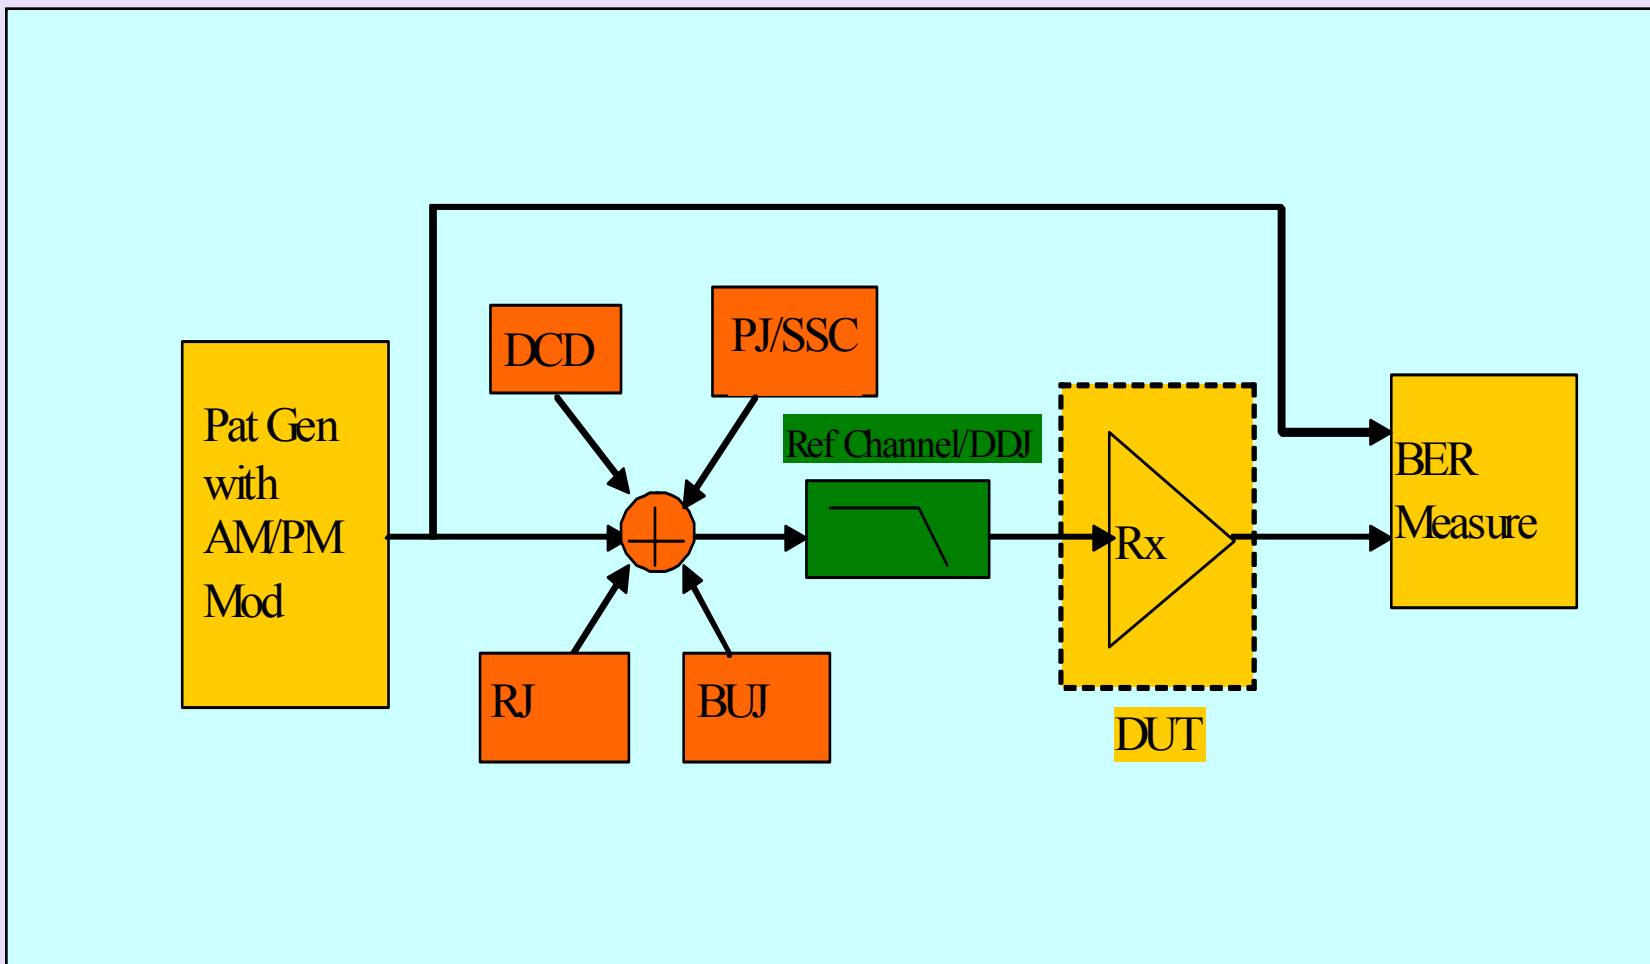 DCD
PJ/SSC
Pat Gen
with
AM/PM
Mod
Ref Channel/DDJ
Rx
BER
Measure
RJ
BUJ
DUT